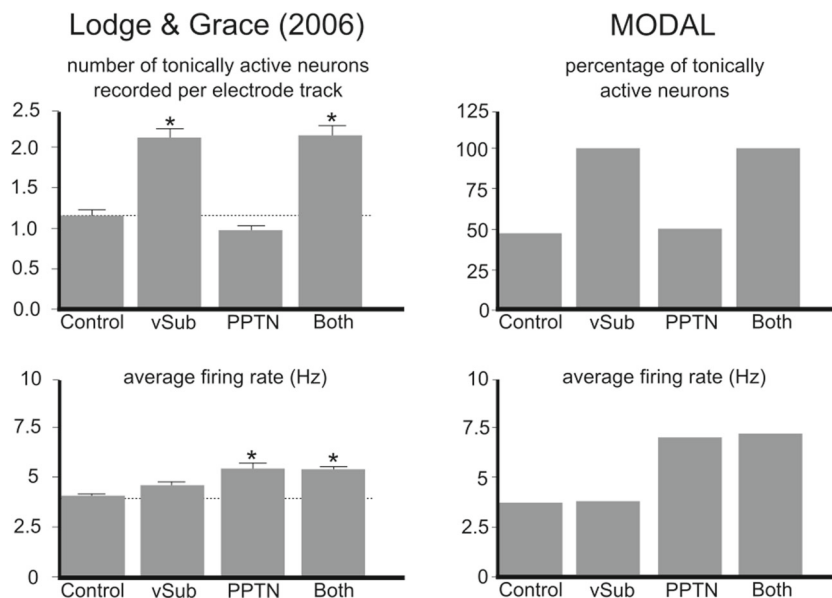 Lodge & Grace (2006)
number of tonically active neurons
recorded per electrode track
2.5
2.0
1.5
1.0
0.5
0.0
*
*
Control vSub PPTN Both
MODAL
percentage of tonically
active neurons
125
100
75
50
25
0
Control vSub PPTN Both
average firing rate (Hz)
10
7.5
5
2.5
0
*
*
Control vSub PPTN Both
average firing rate (Hz)
10
7.5
5
2.5
0
Control vSub PPTN Both